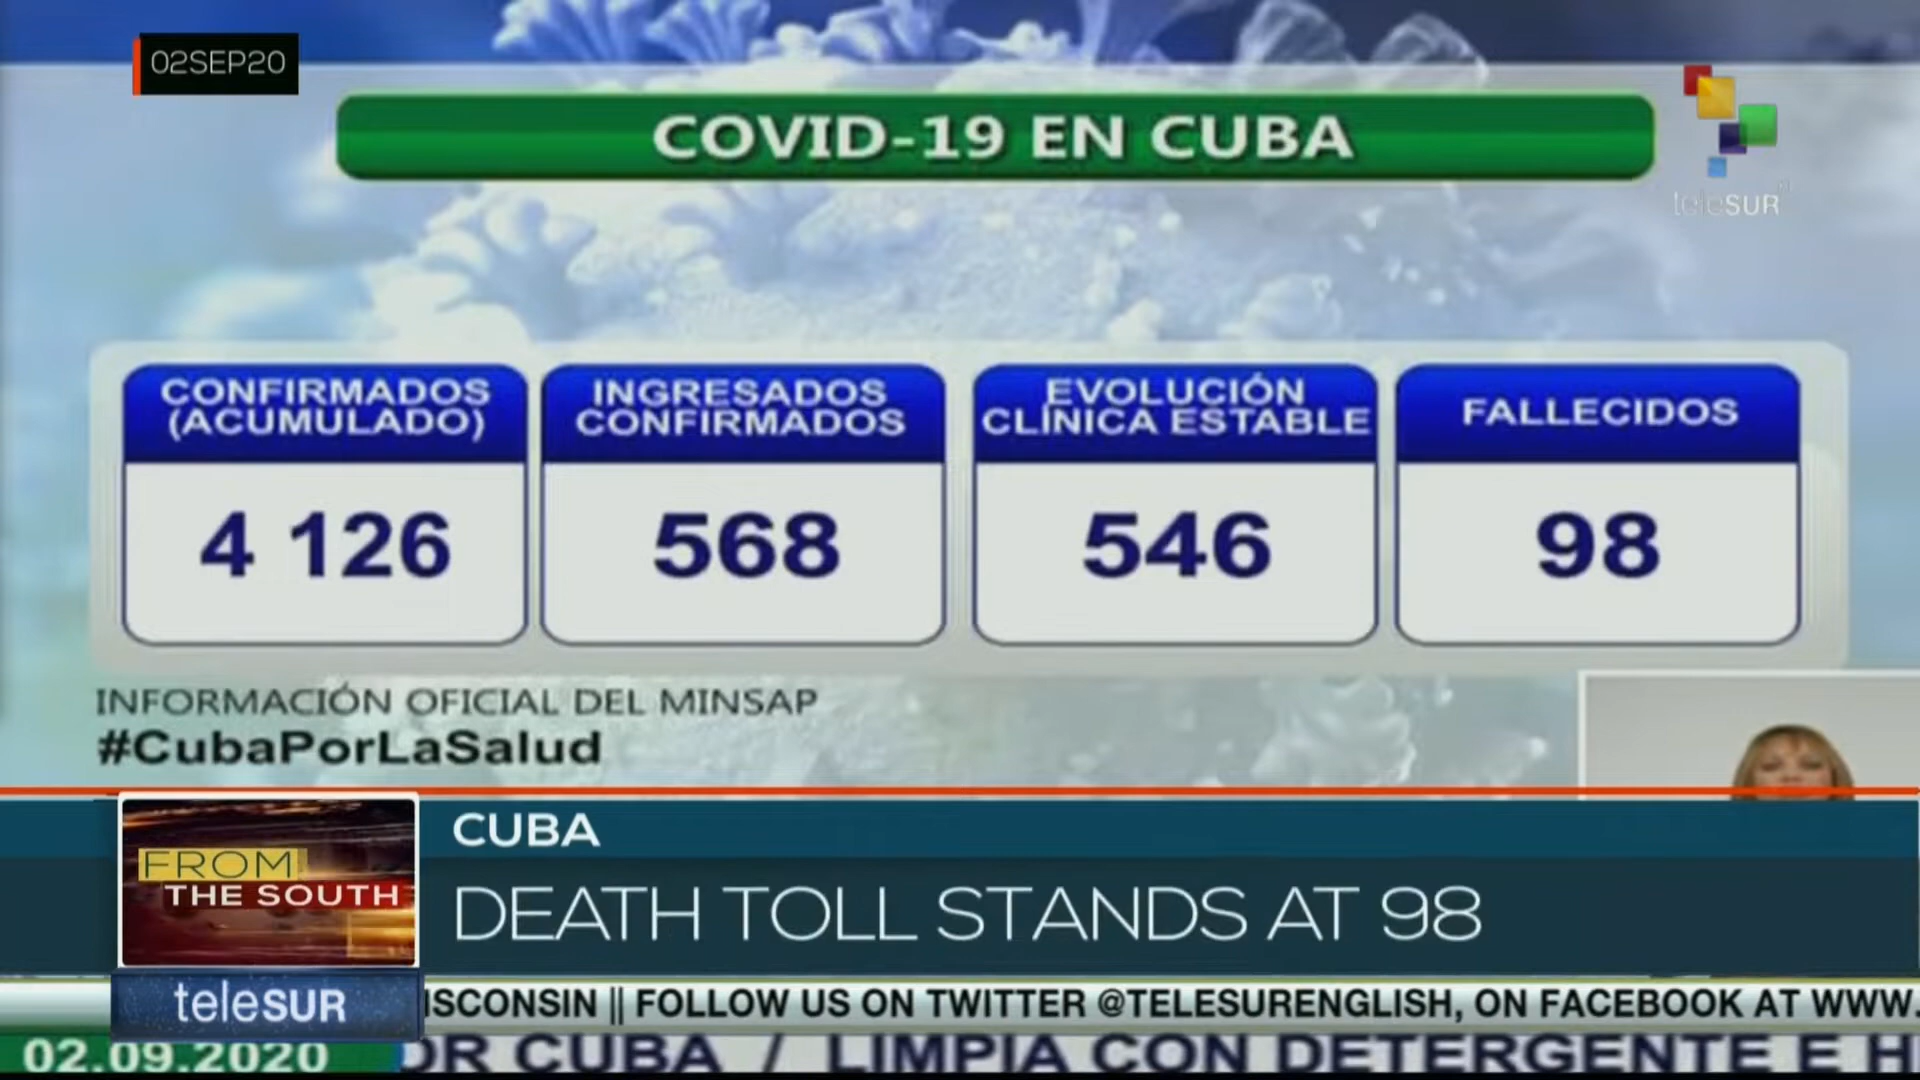 02SEP20
COVID-19 EN CUBA
teleSUR
CONFIRMADOS
(ACUMULADO)
4 126
INGRESADOS
CONFIRMADOS
568
EVOLUCIÓN
CLÍNICA ESTABLE
546
FALLECIDOS
98
INFORMACIÓN OFICIAL DEL MINSAP
#CubaPorLaSalud
FROM
THE SOUTH
CUBA
DEATH TOLL STANDS AT 98
teleSUR
ISCONSIN || FOLLOW US ON TWITTER @TELESURENGLISH, ON FACEBOOK AT WWW.
02.09.2020
OR CUBA / LIMPIA CON DETERGENTE E H